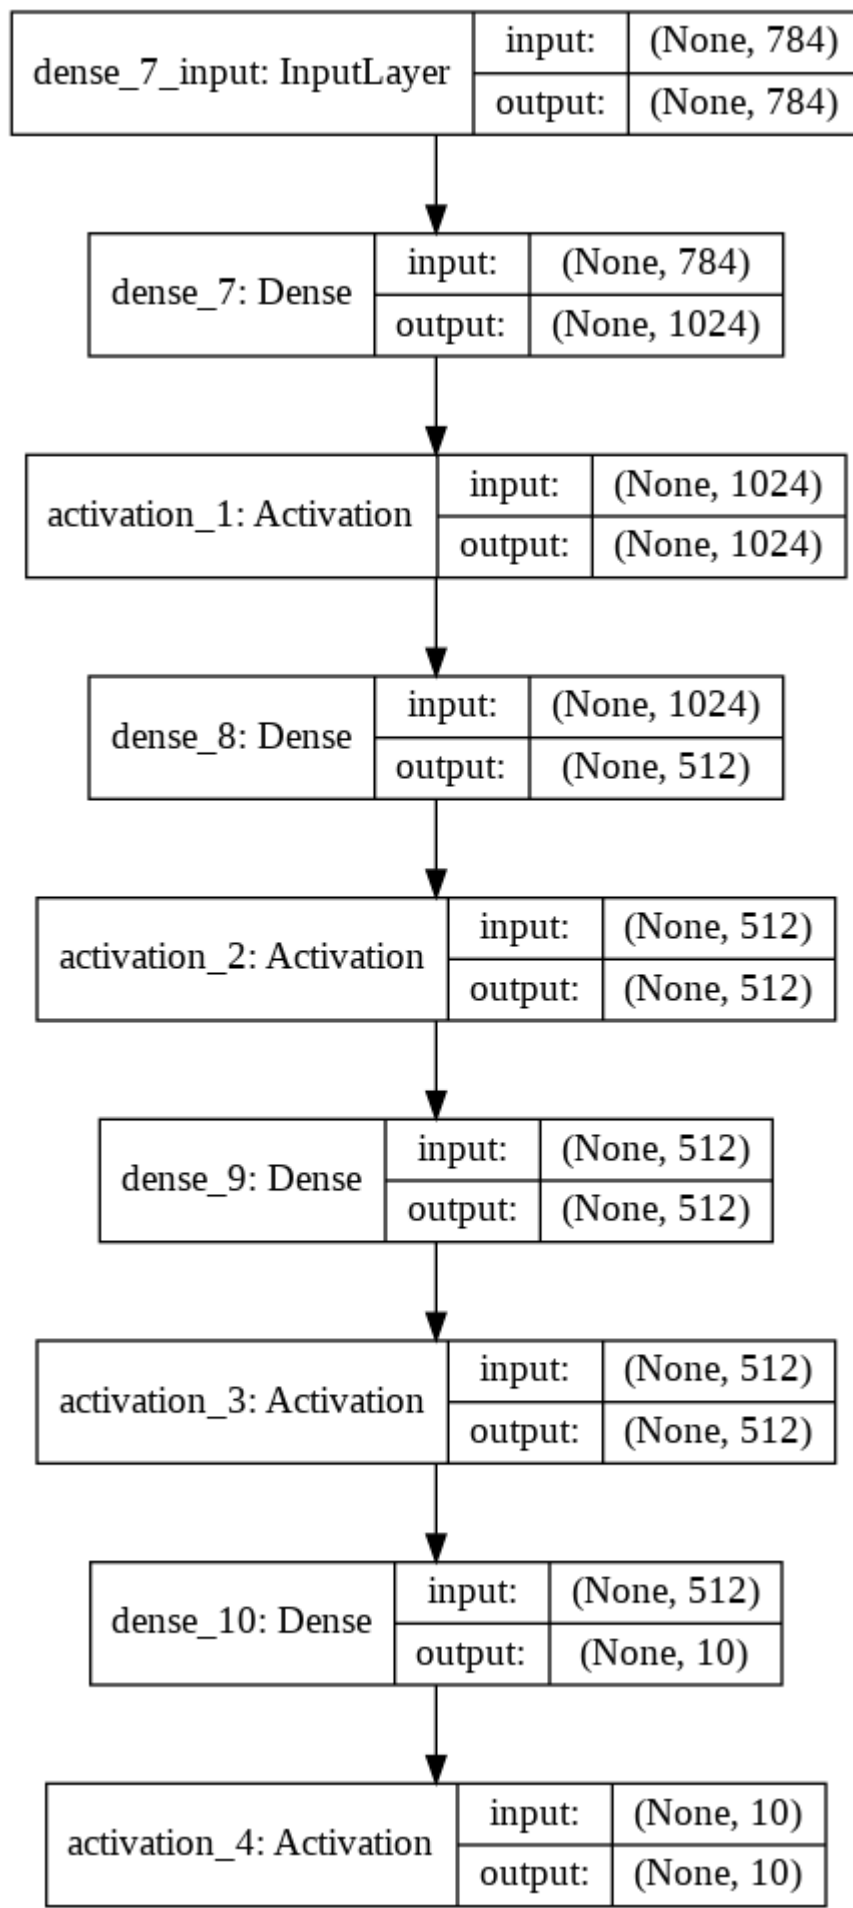 dense_7_input: InputLayer
input: (None, 784)
output: (None, 784)
dense_7: Dense
input: (None, 784)
output: (None, 1024)
activation_1: Activation
input: (None, 1024)
output: (None, 1024)
dense_8: Dense
input: (None, 1024)
output: (None, 512)
activation_2: Activation
input: (None, 512)
output: (None, 512)
dense_9: Dense
input: (None, 512)
output: (None, 512)
activation_3: Activation
input: (None, 512)
output: (None, 512)
dense_10: Dense
input: (None, 512)
output: (None, 10)
activation_4: Activation
input: (None, 10)
output: (None, 10)